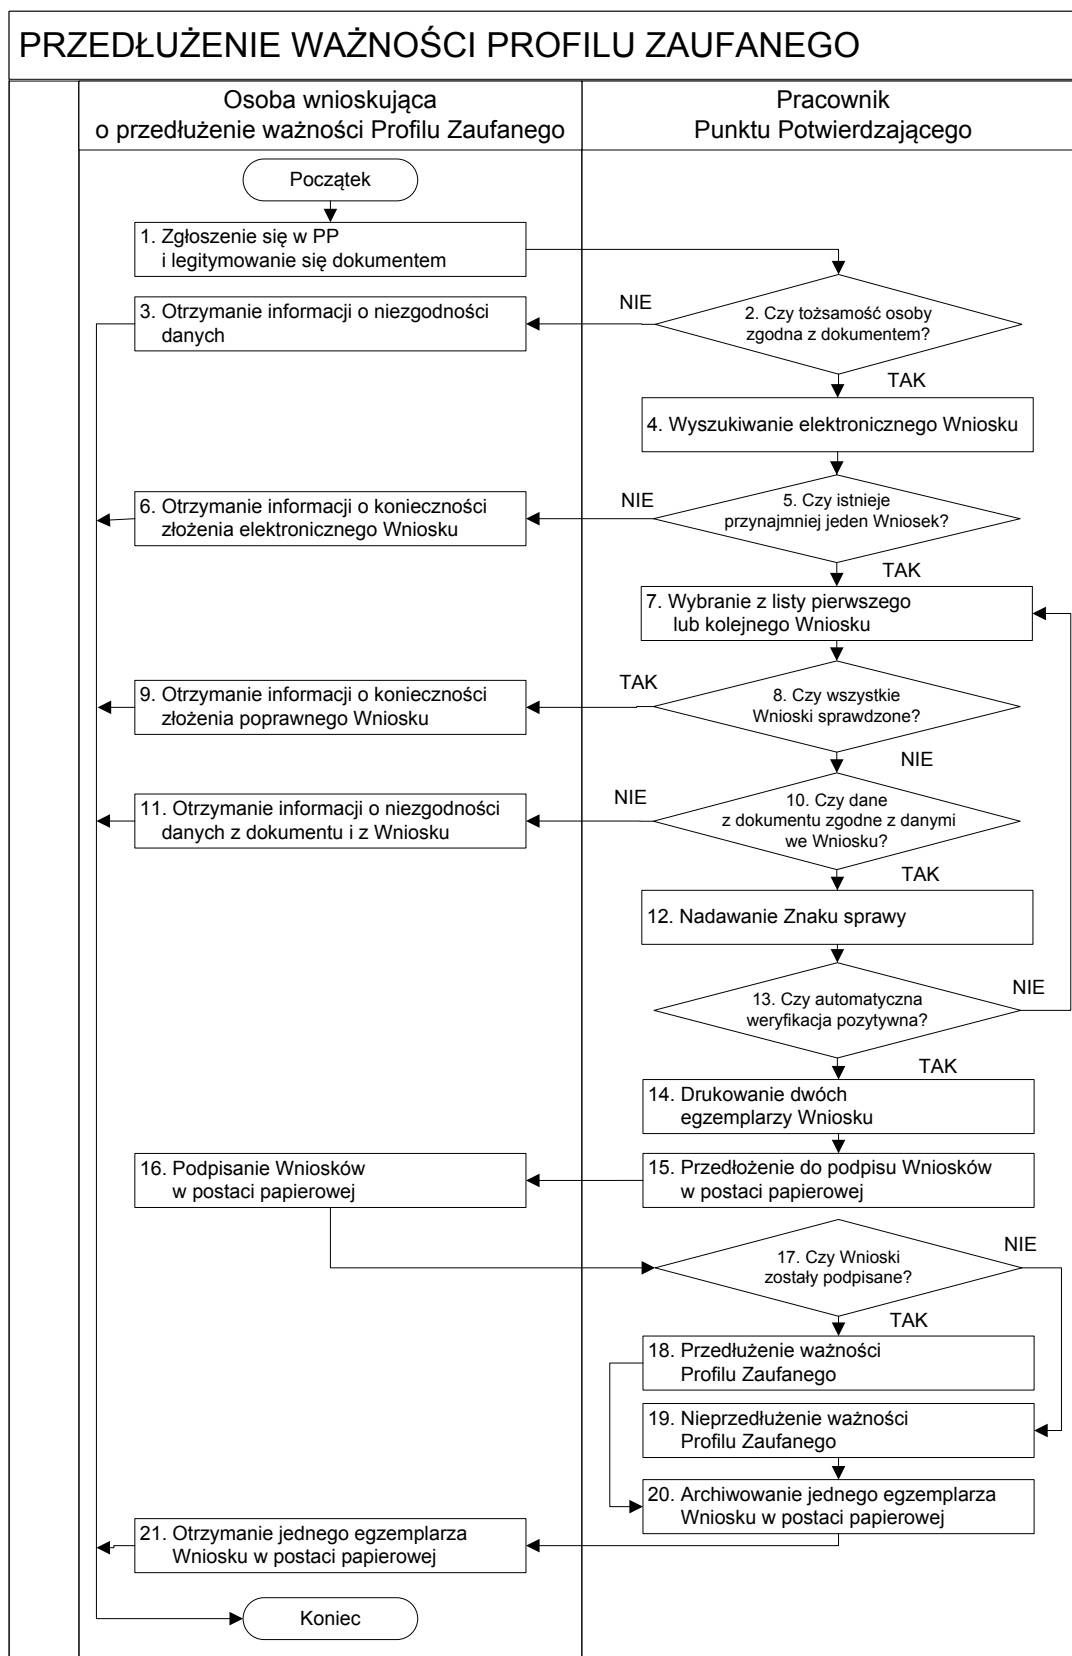 PRZEDŁUŻENIE WAŻNOŚCI PROFILU ZAUFANEGO
Osoba wnioskująca
o przedłużenie ważności Profilu Zaufanego
Pracownik
Punktu Potwierdzającego
Początek
1. Zgłoszenie się w PP
i legitymowanie się dokumentem
2. Czy tożsamość osoby
zgodna z dokumentem?
NIE
3. Otrzymanie informacji o niezgodności
danych
TAK
4. Wyszukiwanie elektronicznego Wniosku
5. Czy istnieje
przynajmniej jeden Wniosek?
NIE
6. Otrzymanie informacji o konieczności
złożenia elektronicznego Wniosku
TAK
7. Wybranie z listy pierwszego
lub kolejnego Wniosku
8. Czy wszystkie
Wnioski sprawdzone?
TAK
9. Otrzymanie informacji o konieczności
złożenia poprawnego Wniosku
NIE
10. Czy dane
z dokumentu zgodne z danymi
we Wniosku?
NIE
11. Otrzymanie informacji o niezgodności
danych z dokumentu i z Wniosku
TAK
12. Nadawanie Znaku sprawy
13. Czy automatyczna
weryfikacja pozytywna?
NIE
TAK
14. Drukowanie dwóch
egzemplarzy Wniosku
15. Przedłożenie do podpisu Wniosków
w postaci papierowej
16. Podpisanie Wniosków
w postaci papierowej
17. Czy Wnioski
zostały podpisane?
NIE
TAK
18. Przedłużenie ważności
Profilu Zaufanego
19. Nieprzedłużenie ważności
Profilu Zaufanego
20. Archiwowanie jednego egzemplarza
Wniosku w postaci papierowej
21. Otrzymanie jednego egzemplarza
Wniosku w postaci papierowej
Koniec